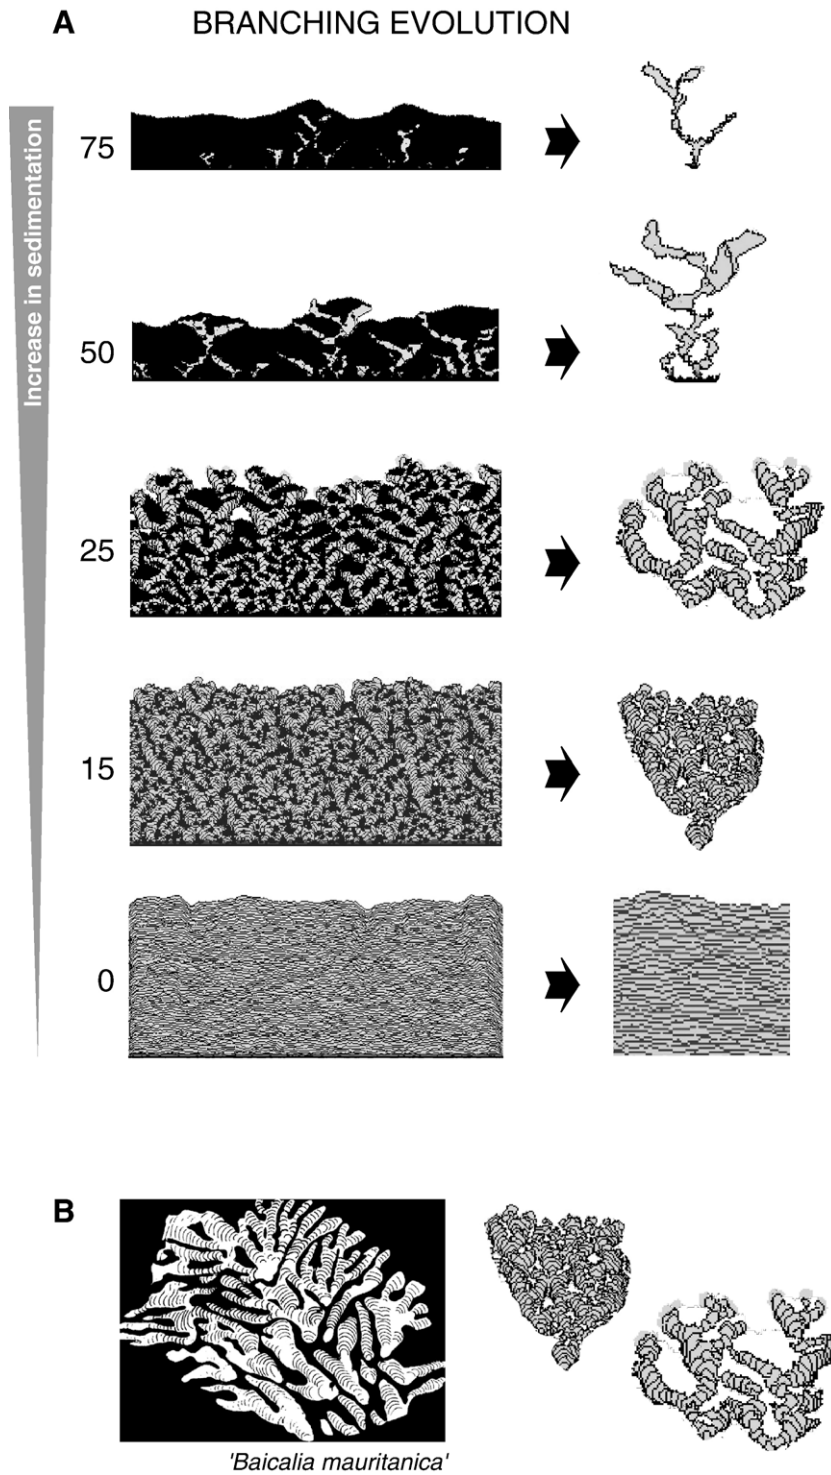 A
BRANCHING EVOLUTION
Increase in sedimentation
75
50
25
15
0
B
'Baicalia mauritanica'